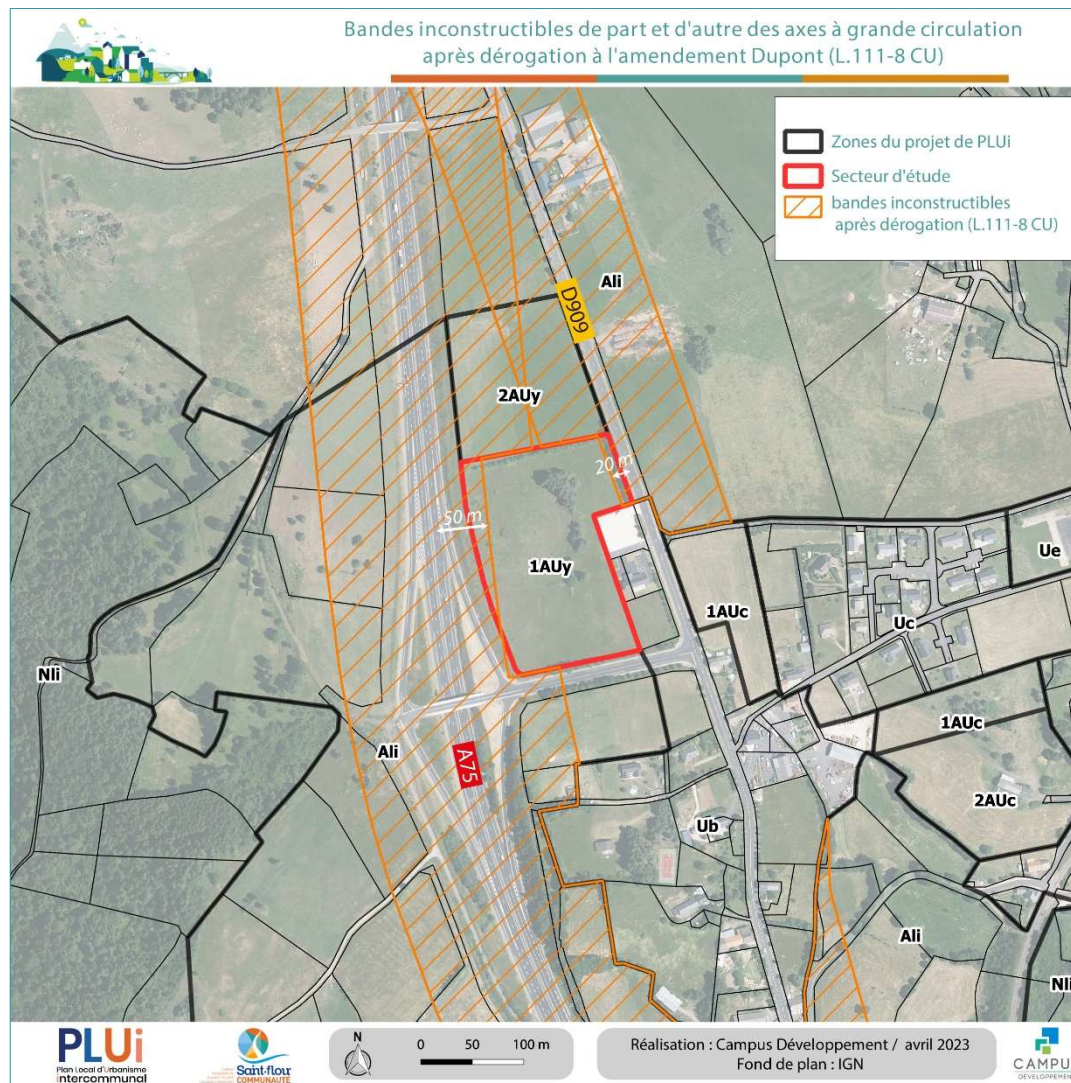 Bandes inconstructibles de part et d'autre des axes à grande circulation
après dérogation à l'amendement Dupont (L.111-8 CU)
Zones du projet de PLUi
Secteur d'étude
bandes inconstructibles
après dérogation (L.111-8 CU)
Ali
D909
2AUy
20 m
50 m
1AUy
Ue
1AUc
Uc
Nli
1AUc
Ali
A75
2AUc
Ub
Ali
Nli
PLUi
Plan Local d'Urbanisme
intercommunal
Saint-flour
COMMUNAUTÉ
N
0 50 100 m
Réalisation : Campus Développement / avril 2023
Fond de plan : IGN
CAMPUS
DÉVELOPPEMENT